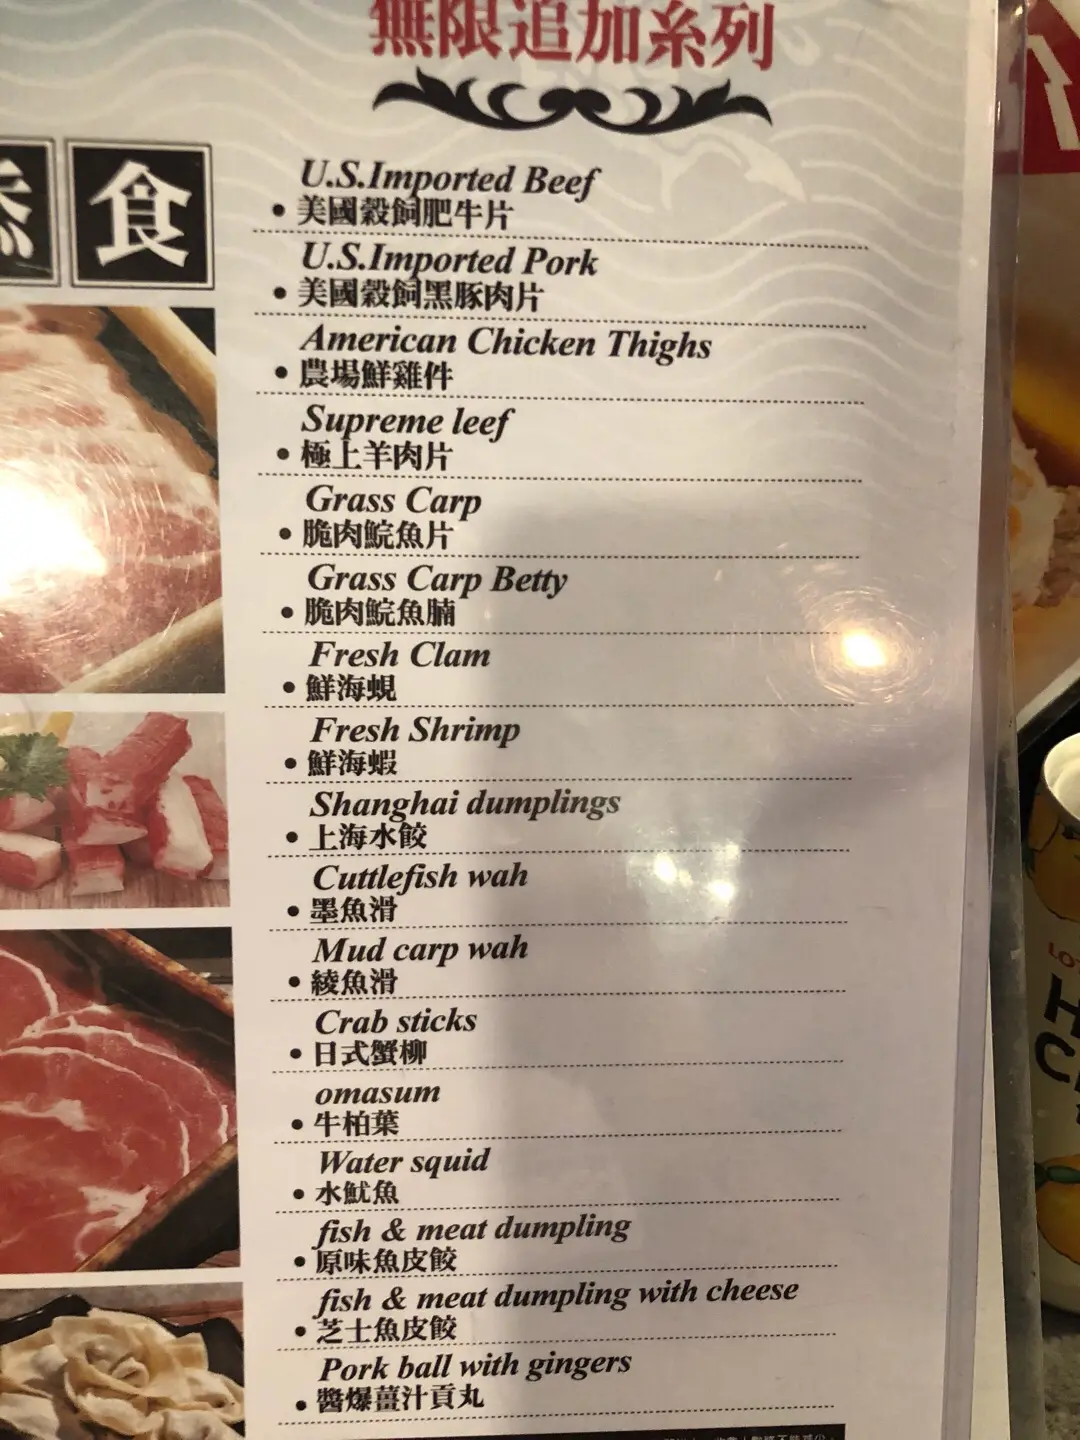 無限追加系列
食
U.S.Imported Beef
• 美國穀飼肥牛片
U.S.Imported Pork
• 美國穀飼黑豚肉片
American Chicken Thighs
• 農場鮮雞件
Supreme leef
• 極上羊肉片
Grass Carp
• 脆肉鯇魚片
Grass Carp Betty
• 脆肉鯇魚腩
Fresh Clam
• 鮮海蜆
Fresh Shrimp
• 鮮海蝦
Shanghai dumplings
• 上海水餃
Cuttlefish wah
• 墨魚滑
Mud carp wah
• 綾魚滑
Crab sticks
• 日式蟹柳
omasum
• 牛柏葉
Water squid
• 水魷魚
fish & meat dumpling
• 原味魚皮餃
fish & meat dumpling with cheese
• 芝士魚皮餃
Pork ball with gingers
• 醬爆薑汁貢丸